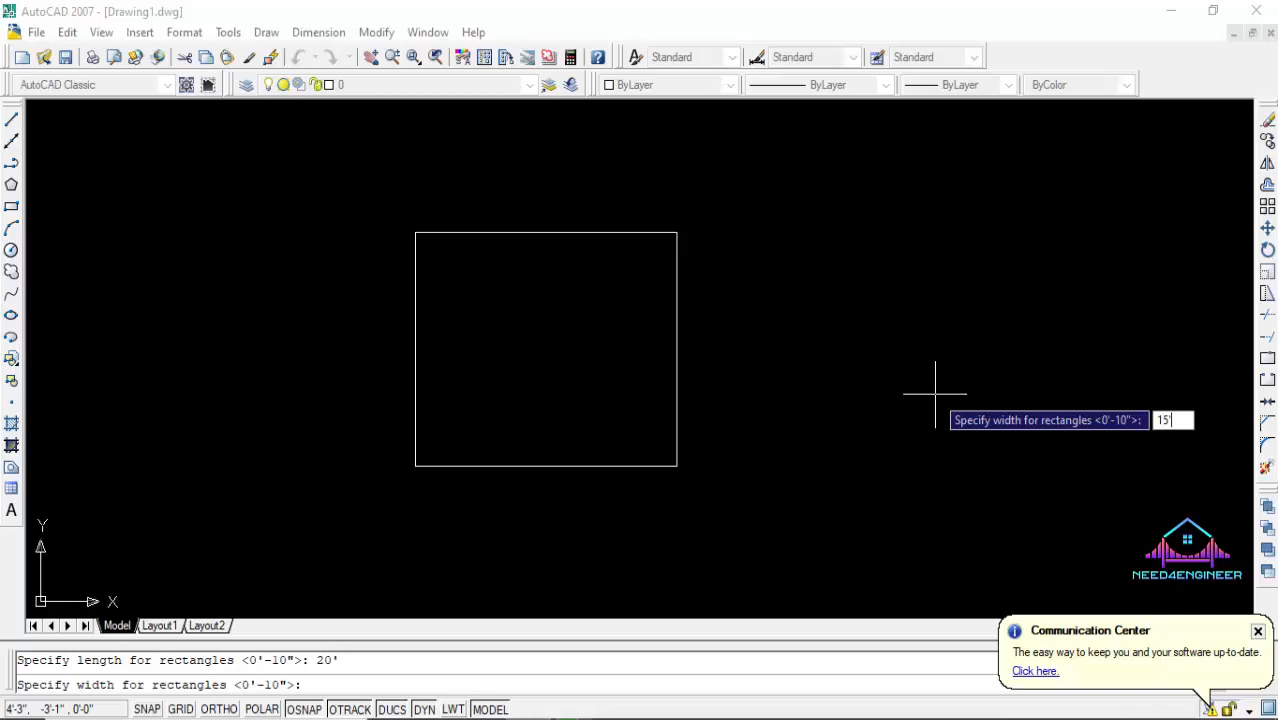 AutoCAD 2007 - [Drawing1.dwg]
File Edit View Insert Format Tools Draw Dimension Modify Window Help
Standard Standard Standard
AutoCAD Classic 0 ByLayer ByLayer ByLayer ByColor
Specify width for rectangles <0'-10">: 15'
Y
X
NEED4ENGINEER
Model Layout1 Layout2
Communication Center
The easy way to keep you and your software up-to-date.
Click here.
Specify length for rectangles <0'-10">: 20'
Specify width for rectangles <0'-10">:
4'-3", -3'-1", 0'-0" SNAP GRID ORTHO POLAR OSNAP OTRACK DUCS DYN LWT MODEL
A